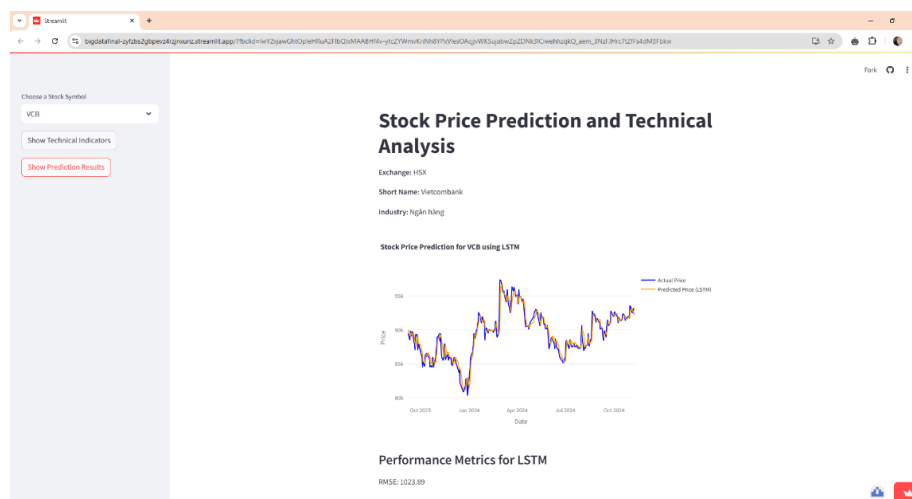 Streamlit
Fork
Choose a Stock Symbol:
VCB
Show Technical Indicators
Show Prediction Results
Stock Price Prediction and Technical
Analysis
Exchange: HSX
Short Name: Vietcombank
Industry: Ngân hàng
Stock Price Prediction for VCB using LSTM
Actual Price
Predicted Price (LSTM)
95k
90k
85k
80k
Price
Oct 2023 Jan 2024 Apr 2024 Jul 2024 Oct 2024
Date
Performance Metrics for LSTM
RMSE: 1023.89